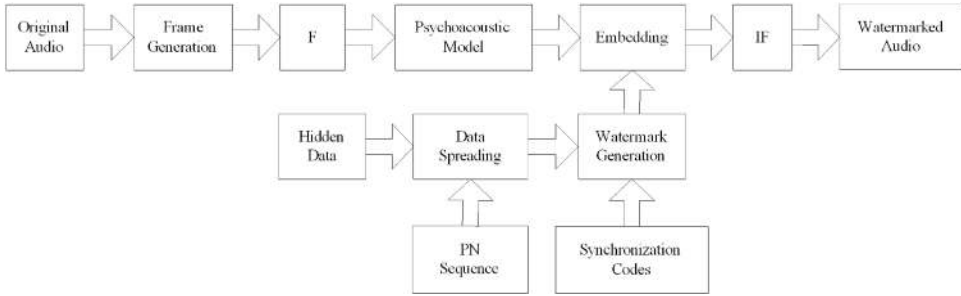 Original
Audio
Frame
Generation
F
Psychoacoustic
Model
Embedding
IF
Watermarked
Audio
Hidden
Data
Data
Spreading
Watermark
Generation
PN
Sequence
Synchronization
Codes